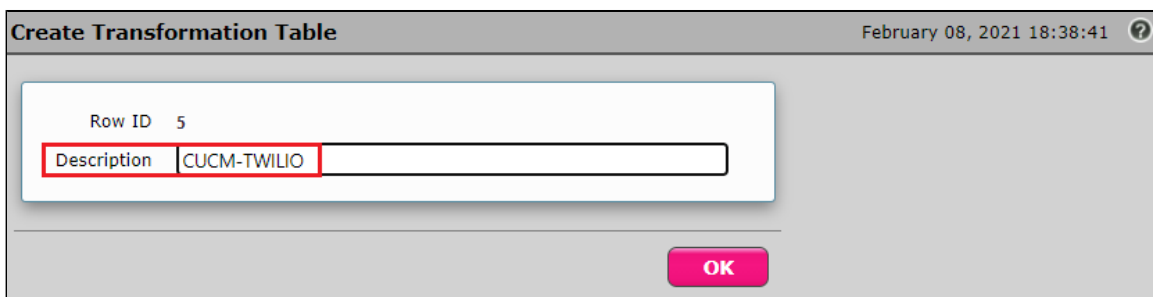 Create Transformation Table February 08, 2021 18:38:41 ?
Row ID 5
Description CUCM-TWILIO
OK